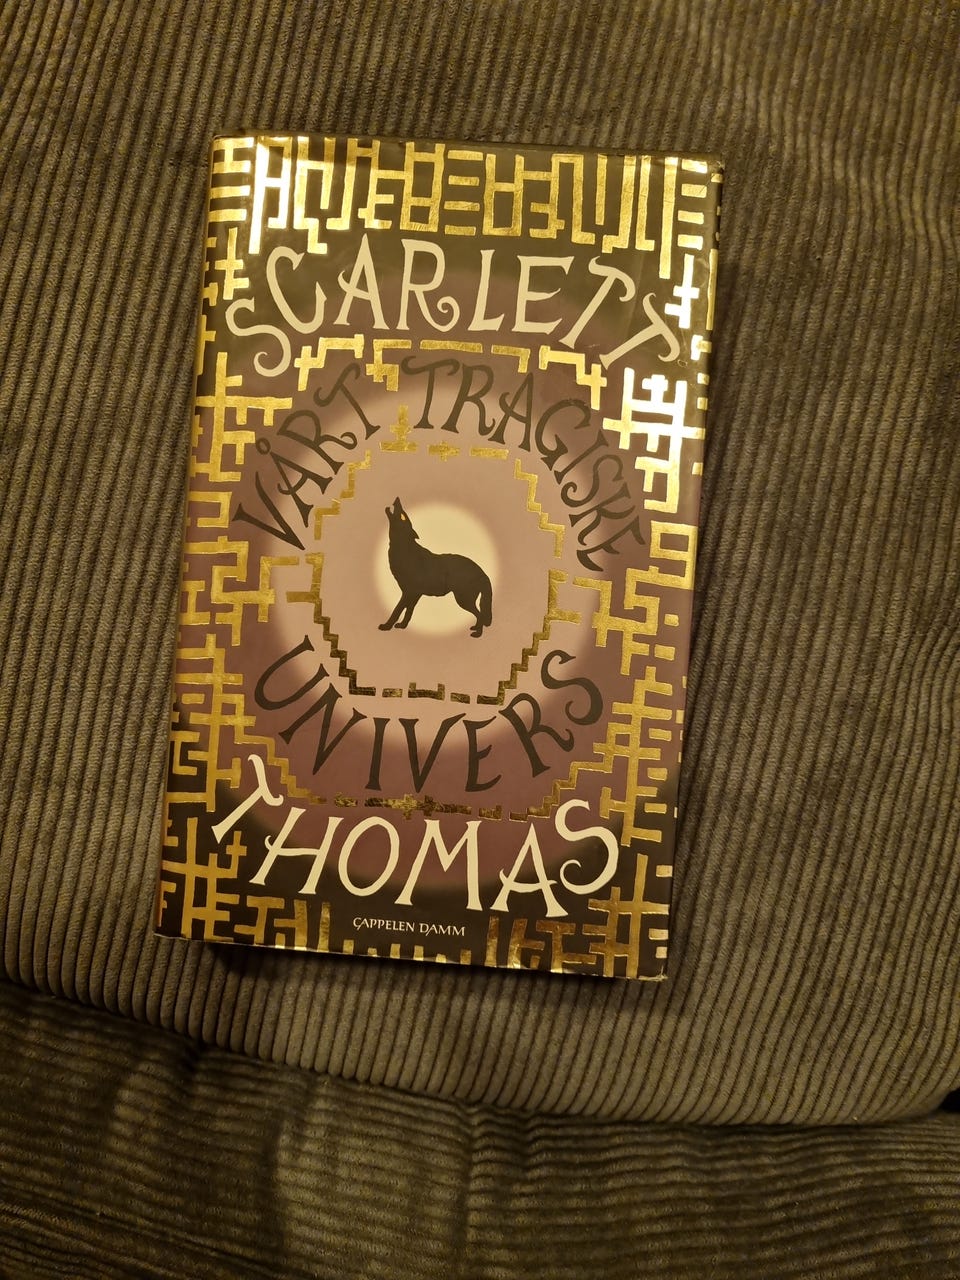 SCARLETT
VÅRT TRAGISKE
UNIVERS
THOMAS
CAPPELEN DAMM